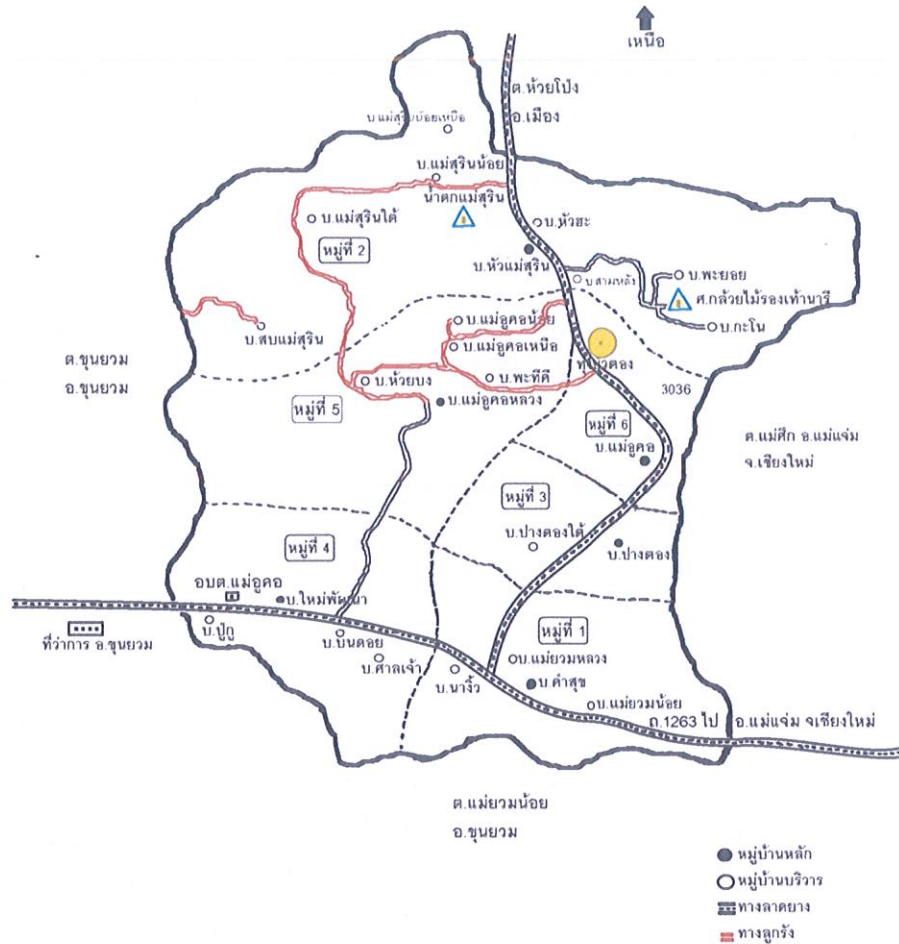 เหนือ
ต.ห้วยโป่ง
อ.เมือง
บ.แม่สุรินน้อยเหนือ
บ.แม่สุรินน้อย
น้ำตกแม่สุริน
บ.แม่สุรินใต้
บ.หัวฮะ
หมู่ที่ 2
บ.หัวแม่สุริน
บ.สามหลัง
บ.พะยอย
ศ.กล้วยไม้รองเท้านารี
บ.กะโน
บ.สบแม่สุริน
บ.แม่อูคอน้อย
บ.แม่อูคอเหนือ
ต.ขุนยวม
อ.ขุนยวม
บ.พะทีคี
บ.ห้วยบง
3036
หมู่ที่ 5
บ.แม่อูคอหลวง
หมู่ที่ 6
บ.แม่อูคอ
ต.แม่ศึก อ.แม่แจ่ม
จ.เชียงใหม่
หมู่ที่ 3
บ.ปางตองใต้
บ.ปางตอง
หมู่ที่ 4
อบต.แม่อูคอ
บ.ใหม่พัฒนา
บ.ปู่กู
ที่ว่าการ อ.ขุนยวม
บ.บนดอย
บ.ศาลเจ้า
บ.นางิ้ว
หมู่ที่ 1
บ.แม่ยวมหลวง
บ.คำสุข
บ.แม่ยวมน้อย
ถ.1263 ไป อ.แม่แจ่ม จเชียงใหม่
ต.แม่ยวมน้อย
อ.ขุนยวม
หมู่บ้านหลัก
หมู่บ้านบริวาร
ทางลาดยาง
ทางลูกรัง